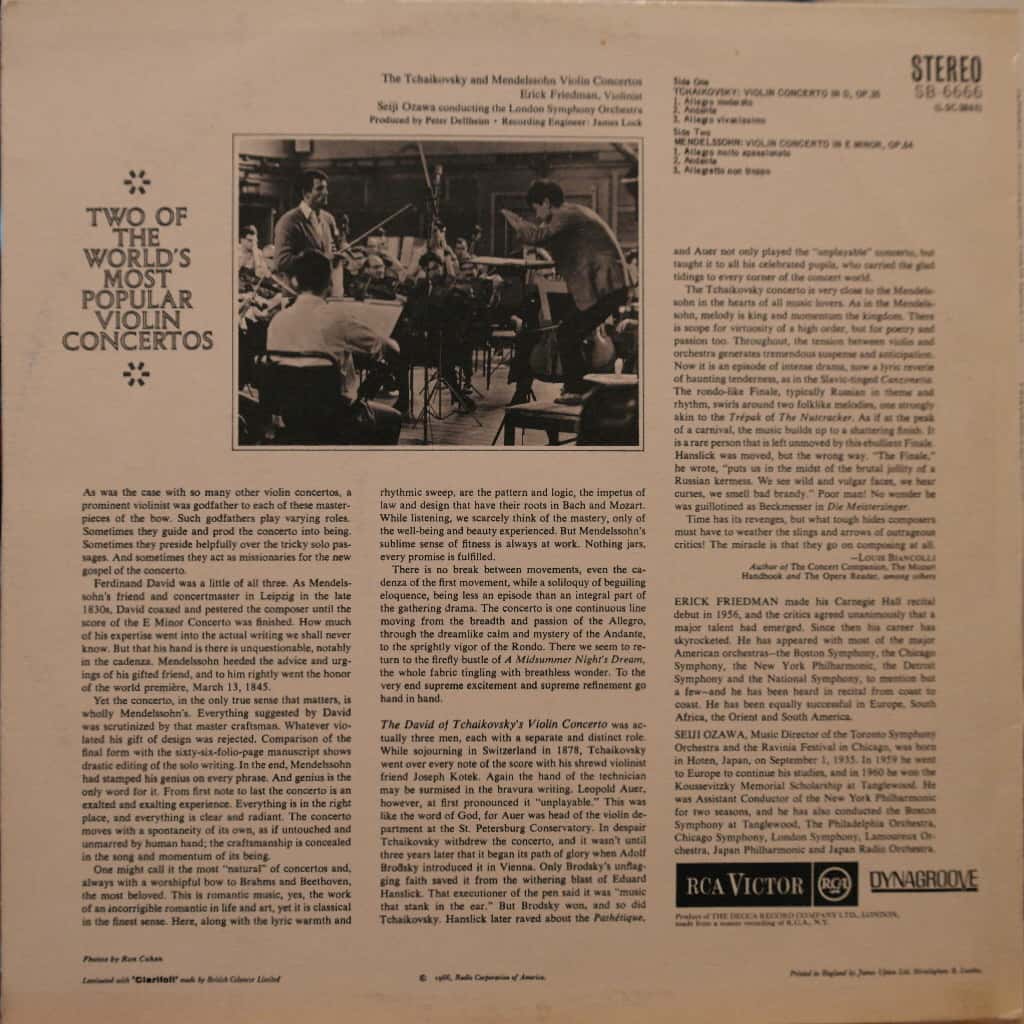 The Tchaikovsky and Mendelssohn Violin Concertos
Erick Friedman, Violinist
Seiji Ozawa conducting the London Symphony Orchestra
Produced by Peter Dellheim • Recording Engineer: James Lock
Side One
TCHAIKOVSKY: VIOLIN CONCERTO IN D, OP.35
1. Allegro moderato
2. Andante
3. Allegro vivacissimo
Side Two
MENDELSSOHN: VIOLIN CONCERTO IN E MINOR, OP.64
1. Allegro molto apassionato
2. Andante
3. Allegretto non troppo
STEREO
SB-6666
TWO OF
THE
WORLD'S
MOST
POPULAR
VIOLIN
CONCERTOS
As was the case with so many other violin concertos, a
prominent violinist was godfather to each of these master-
pieces of the bow. Such godfathers play varying roles.
Sometimes they guide and prod the concerto into being.
Sometimes they preside helpfully over the tricky solo pas-
sages. And sometimes they act as missionaries for the new
gospel of the concerto.
Ferdinand David was a little of all three. As Mendels-
sohn's friend and concertmaster in Leipzig in the late
1830s, David coaxed and pestered the composer until the
score of the E Minor Concerto was finished. How much
of his expertise went into the actual writing we shall never
know. But that his hand is there is unquestionable, notably
in the cadenza. Mendelssohn heeded the advice and urg-
ings of his gifted friend, and to him rightly went the honor
of the world première, March 13, 1845.
Yet the concerto, in the only true sense that matters, is
wholly Mendelssohn's. Everything suggested by David
was scrutinized by that master craftsman. Whatever vio-
lated his gift of design was rejected. Comparison of the
final form with the sixty-six-folio-page manuscript shows
drastic editing of the solo writing. In the end, Mendelssohn
had stamped his genius on every phrase. And genius is the
only word for it. From first note to last the concerto is an
exalted and exalting experience. Everything is in the right
place, and everything is clear and radiant. The concerto
moves with a spontaneity of its own, as if untouched and
unmarred by human hand; the craftsmanship is concealed
in the song and momentum of its being.
One might call it the most "natural" of concertos and,
always with a worshipful bow to Brahms and Beethoven,
the most beloved. This is romantic music, yes, the work
of an incorrigible romantic in life and art, yet it is classical
in the finest sense. Here, along with the lyric warmth and
rhythmic sweep, are the pattern and logic, the impetus of
law and design that have their roots in Bach and Mozart.
While listening, we scarcely think of the mastery, only of
the well-being and beauty experienced. But Mendelssohn's
sublime sense of fitness is always at work. Nothing jars,
every promise is fulfilled.
There is no break between movements, even the ca-
denza of the first movement, while a soliloquy of beguiling
eloquence, being less an episode than an integral part of
the gathering drama. The concerto is one continuous line
moving from the breadth and passion of the Allegro,
through the dreamlike calm and mystery of the Andante,
to the sprightly vigor of the Rondo. There we seem to re-
turn to the firefly bustle of A Midsummer Night's Dream,
the whole fabric tingling with breathless wonder. To the
very end supreme excitement and supreme refinement go
hand in hand.
The David of Tchaikovsky's Violin Concerto was ac-
tually three men, each with a separate and distinct role.
While sojourning in Switzerland in 1878, Tchaikovsky
went over every note of the score with his shrewd violinist
friend Joseph Kotek. Again the hand of the technician
may be surmised in the bravura writing. Leopold Auer,
however, at first pronounced it "unplayable." This was
like the word of God, for Auer was head of the violin de-
partment at the St. Petersburg Conservatory. In despair
Tchaikovsky withdrew the concerto, and it wasn't until
three years later that it began its path of glory when Adolf
Brodsky introduced it in Vienna. Only Brodsky's unflag-
ging faith saved it from the withering blast of Eduard
Hanslick. That executioner of the pen said it was "music
that stank in the ear." But Brodsky won, and so did
Tchaikovsky. Hanslick later raved about the Pathétique,
and Auer not only played the "unplayable" concerto, but
taught it to all his celebrated pupils, who carried the glad
tidings to every corner of the concert world.
The Tchaikovsky concerto is very close to the Mendels-
sohn in the hearts of all music lovers. As in the Mendels-
sohn, melody is king and momentum the kingdom. There
is scope for virtuosity of a high order, but for poetry and
passion too. Throughout, the tension between violin and
orchestra generates tremendous suspense and anticipation.
Now it is an episode of intense drama, now a lyric reverie
of haunting tenderness, as in the Slavic-tinged Canzonetta.
The rondo-like Finale, typically Russian in theme and
rhythm, swirls around two folklike melodies, one strongly
akin to the Trépak of The Nutcracker. As if at the peak
of a carnival, the music builds up to a shattering finish. It
is a rare person that is left unmoved by this ebullient Finale.
Hanslick was moved, but the wrong way. "The Finale,"
he wrote, "puts us in the midst of the brutal jollity of a
Russian kermess. We see wild and vulgar faces, we hear
curses, we smell bad brandy." Poor man! No wonder he
was guillotined as Beckmesser in Die Meistersinger.
Time has its revenges, but what tough hides composers
must have to weather the slings and arrows of outrageous
critics! The miracle is that they go on composing at all.
—LOUIS BIANCOLLI
Author of The Concert Companion, The Mozart
Handbook and The Opera Reader, among others
ERICK FRIEDMAN made his Carnegie Hall recital
debut in 1956, and the critics agreed unanimously that a
major talent had emerged. Since then his career has
skyrocketed. He has appeared with most of the major
American orchestras—the Boston Symphony, the Chicago
Symphony, the New York Philharmonic, the Detroit
Symphony and the National Symphony, to mention but
a few—and he has been heard in recital from coast to
coast. He has been equally successful in Europe, South
Africa, the Orient and South America.
SEIJI OZAWA, Music Director of the Toronto Symphony
Orchestra and the Ravinia Festival in Chicago, was born
in Hoten, Japan, on September 1, 1935. In 1959 he went
to Europe to continue his studies, and in 1960 he won the
Koussevitzky Memorial Scholarship at Tanglewood. He
was Assistant Conductor of the New York Philharmonic
for two seasons, and he has also conducted the Boston
Symphony at Tanglewood, The Philadelphia Orchestra,
Chicago Symphony, London Symphony, Lamoureux Or-
chestra, Japan Philharmonic and Japan Radio Orchestra.
RCA VICTOR RCA DYNAGROOVE
Product of THE DECCA RECORD COMPANY LTD., LONDON,
made from a master recording of R.C.A., N.Y.
Photos by Ron Cohen
Laminated with "Clarifoil" made by British Celanese Limited
© 1966, Radio Corporation of America.
Printed in England by James Upton Ltd. Birmingham & London.